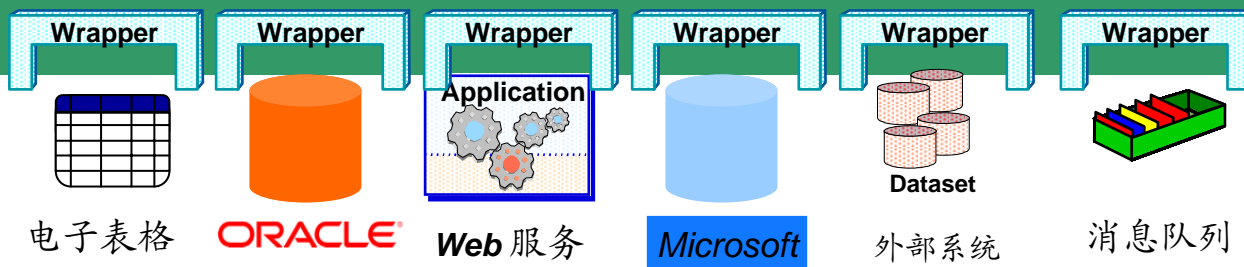 Wrapper Wrapper Wrapper Wrapper Wrapper Wrapper
Application
Dataset
电子表格 ORACLE® Web 服务 Microsoft 外部系统 消息队列